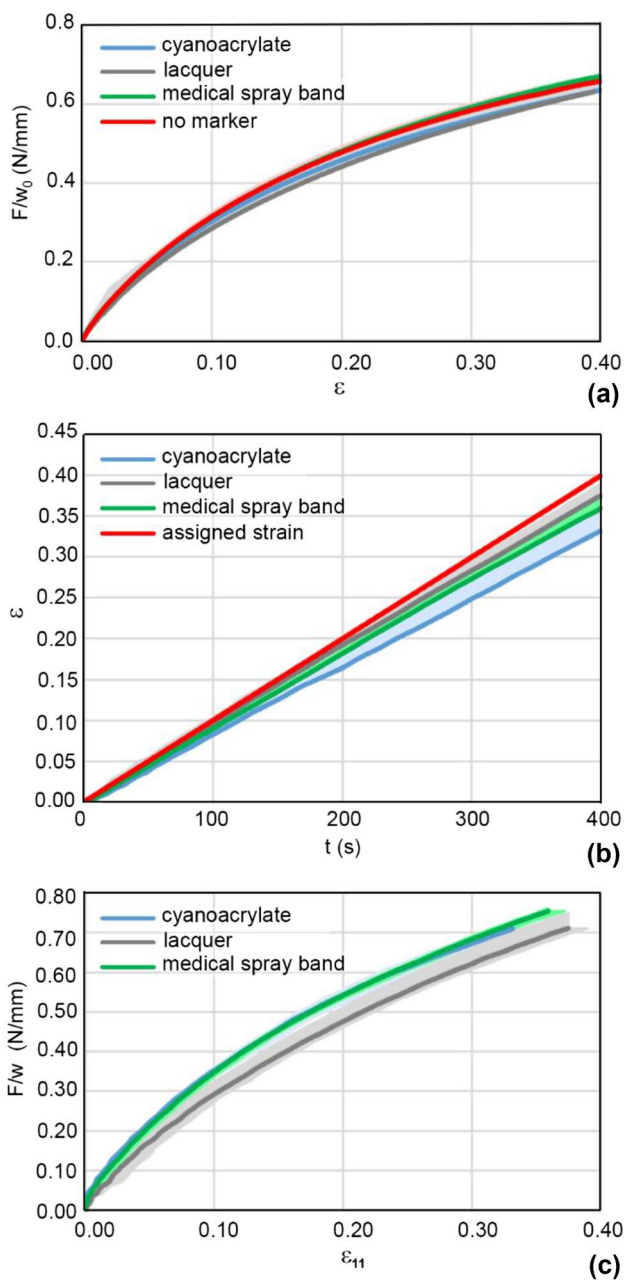 0.8
cyanoacrylate
lacquer
medical spray band
no marker
0.6
0.4
0.2
0.0
F/w₀ (N/mm)
0.00 0.10 0.20 0.30 0.40
ε
(a)
0.45
cyanoacrylate
lacquer
medical spray band
assigned strain
0.40
0.35
0.30
0.25
0.20
0.15
0.10
0.05
0.00
ε
0 100 200 300 400
t (s)
(b)
0.80
cyanoacrylate
lacquer
medical spray band
0.70
0.60
0.50
0.40
0.30
0.20
0.10
0.00
F/w (N/mm)
0.00 0.10 0.20 0.30 0.40
ε₁₁
(c)